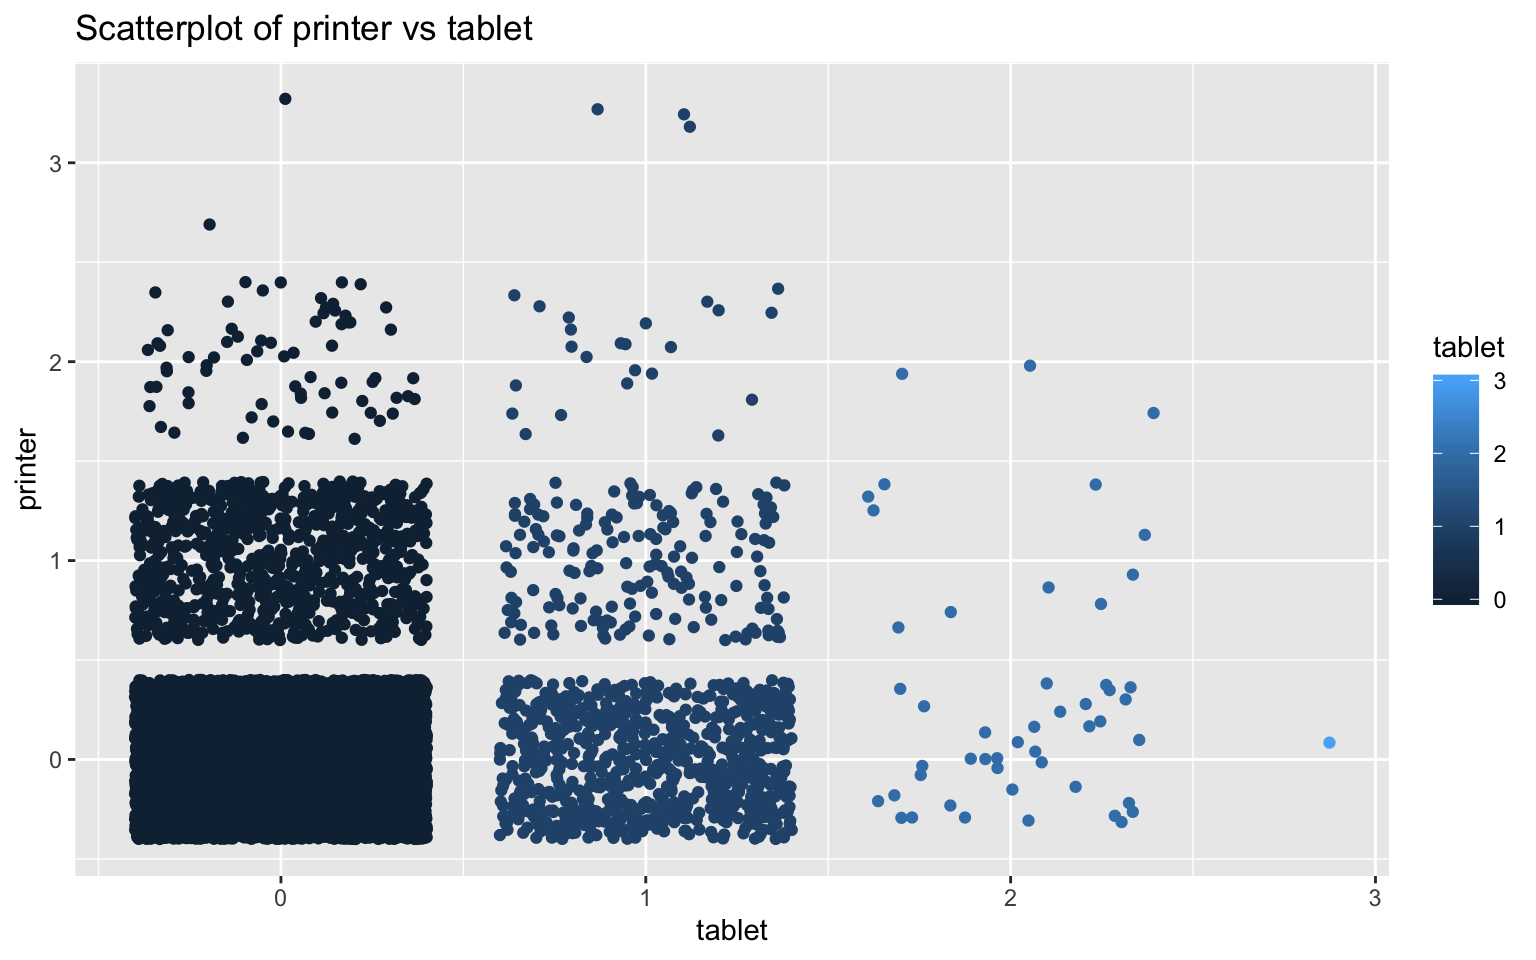 Scatterplot of printer vs tablet
printer
3
2
1
0
0 1 2 3
tablet
tablet
3
2
1
0